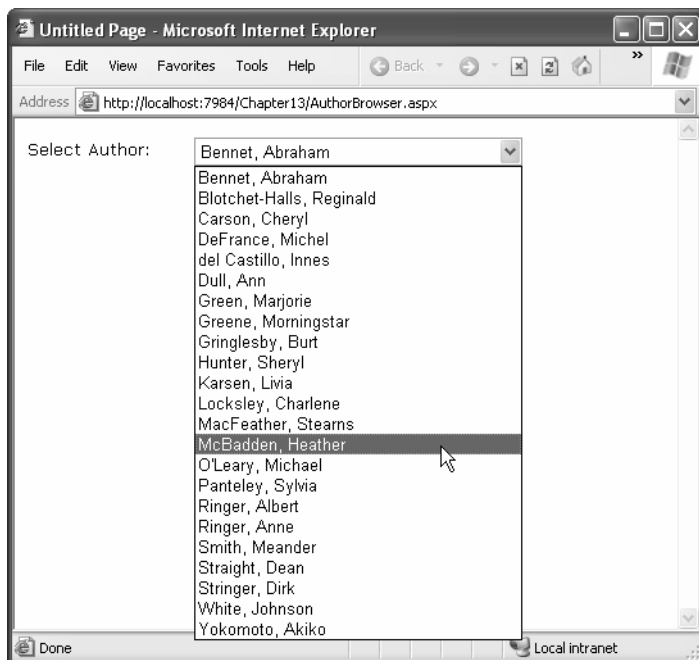 Untitled Page - Microsoft Internet Explorer
File Edit View Favorites Tools Help Back »
Address http://localhost:7984/Chapter13/AuthorBrowser.aspx
Select Author: Bennet, Abraham
Bennet, Abraham
Blotchet-Halls, Reginald
Carson, Cheryl
DeFrance, Michel
del Castillo, Innes
Dull, Ann
Green, Marjorie
Greene, Morningstar
Gringlesby, Burt
Hunter, Sheryl
Karsen, Livia
Locksley, Charlene
MacFeather, Stearns
McBadden, Heather
O'Leary, Michael
Panteley, Sylvia
Ringer, Albert
Ringer, Anne
Smith, Meander
Straight, Dean
Stringer, Dirk
White, Johnson
Yokomoto, Akiko
Done Local intranet